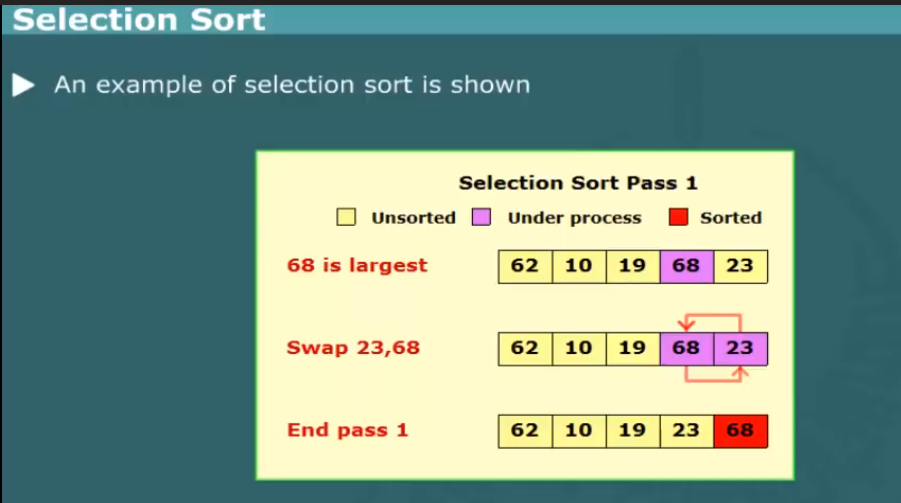 Selection Sort
An example of selection sort is shown
Selection Sort Pass 1
Unsorted Under process Sorted
68 is largest 62 10 19 68 23
Swap 23,68 62 10 19 68 23
End pass 1 62 10 19 23 68